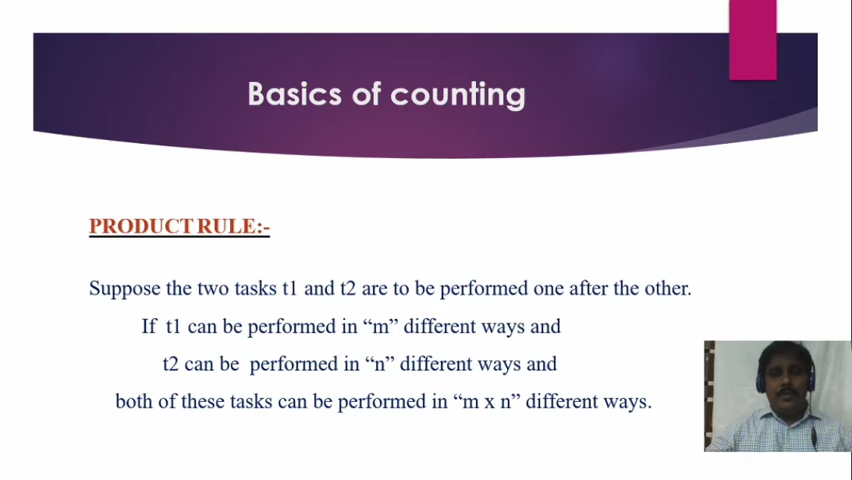 Basics of counting
PRODUCT RULE:-
Suppose the two tasks t1 and t2 are to be performed one after the other.
If t1 can be performed in “m” different ways and
t2 can be performed in “n” different ways and
both of these tasks can be performed in “m x n” different ways.